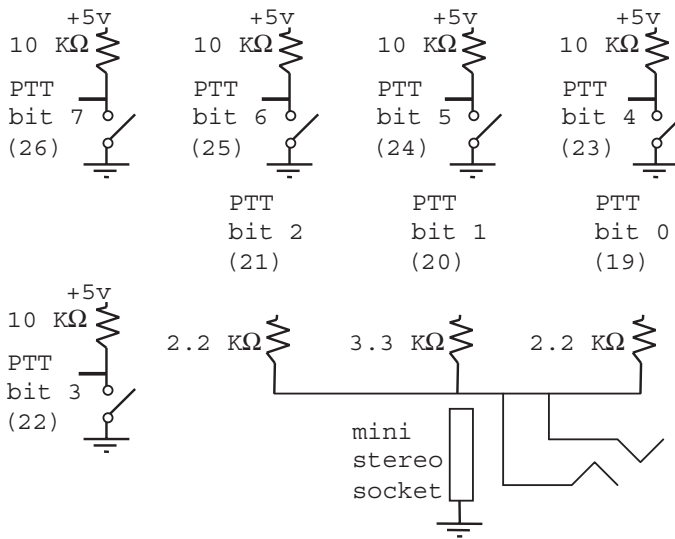 +5v +5v +5v +5v
10 KΩ 10 KΩ 10 KΩ 10 KΩ
PTT PTT PTT PTT
bit 7 bit 6 bit 5 bit 4
(26) (25) (24) (23)
PTT PTT PTT
bit 2 bit 1 bit 0
(21) (20) (19)
+5v
10 KΩ
2.2 KΩ 3.3 KΩ 2.2 KΩ
PTT
bit 3
(22)
mini
stereo
socket